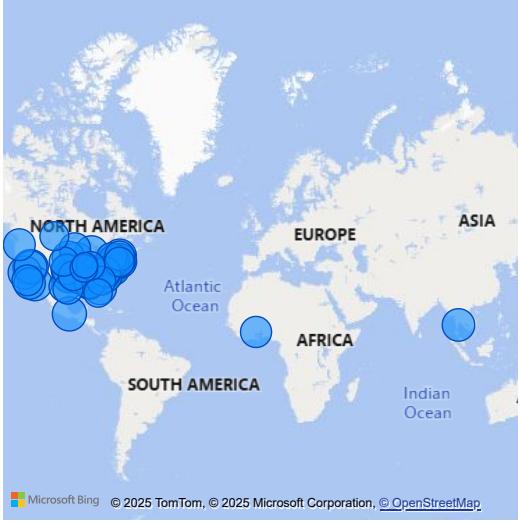 NORTH AMERICA
EUROPE
ASIA
Atlantic
Ocean
AFRICA
SOUTH AMERICA
Indian
Ocean
Microsoft Bing
© 2025 TomTom, © 2025 Microsoft Corporation, © OpenStreetMap